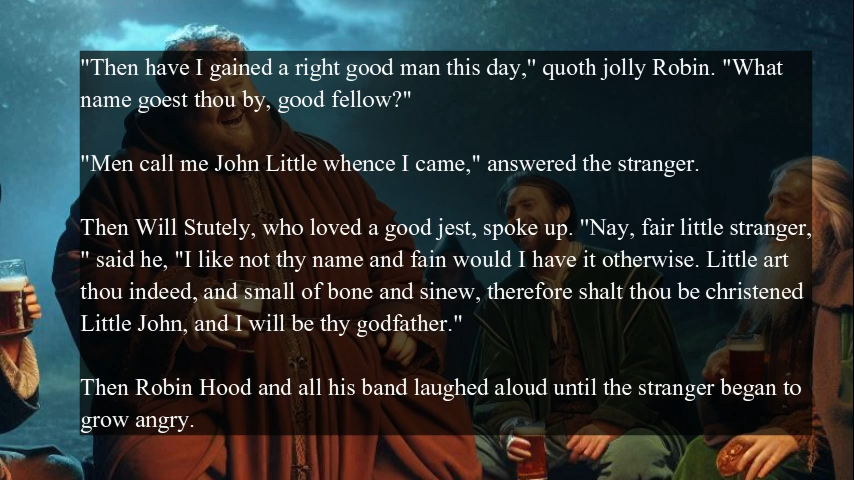 "Then have I gained a right good man this day," quoth jolly Robin. "What
name goest thou by, good fellow?"
"Men call me John Little whence I came," answered the stranger.
Then Will Stutely, who loved a good jest, spoke up. "Nay, fair little stranger,
" said he, "I like not thy name and fain would I have it otherwise. Little art
thou indeed, and small of bone and sinew, therefore shalt thou be christened
Little John, and I will be thy godfather."
Then Robin Hood and all his band laughed aloud until the stranger began to
grow angry.